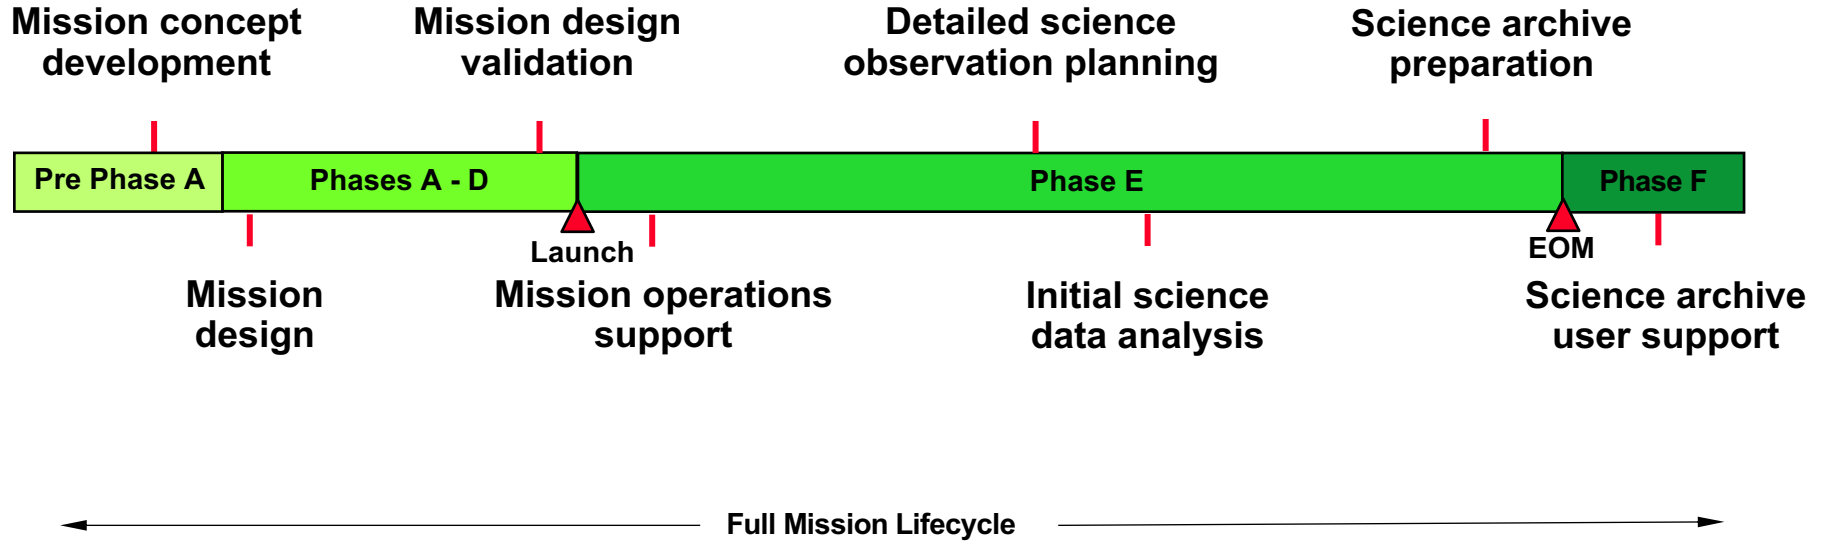 Mission concept
development
Mission design
validation
Detailed science
observation planning
Science archive
preparation
Pre Phase A
Phases A - D
Phase E
Phase F
Launch
EOM
Mission
design
Mission operations
support
Initial science
data analysis
Science archive
user support
Full Mission Lifecycle